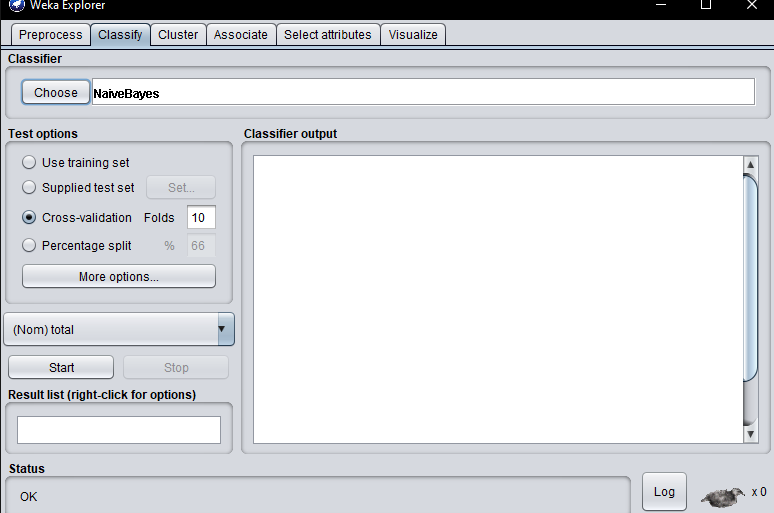 Weka Explorer
Preprocess Classify Cluster Associate Select attributes Visualize
Classifier
Choose NaiveBayes
Test options
Use training set
Supplied test set Set...
Cross-validation Folds 10
Percentage split % 66
More options...
(Nom) total
Start Stop
Result list (right-click for options)
Classifier output
Status
OK
Log x 0